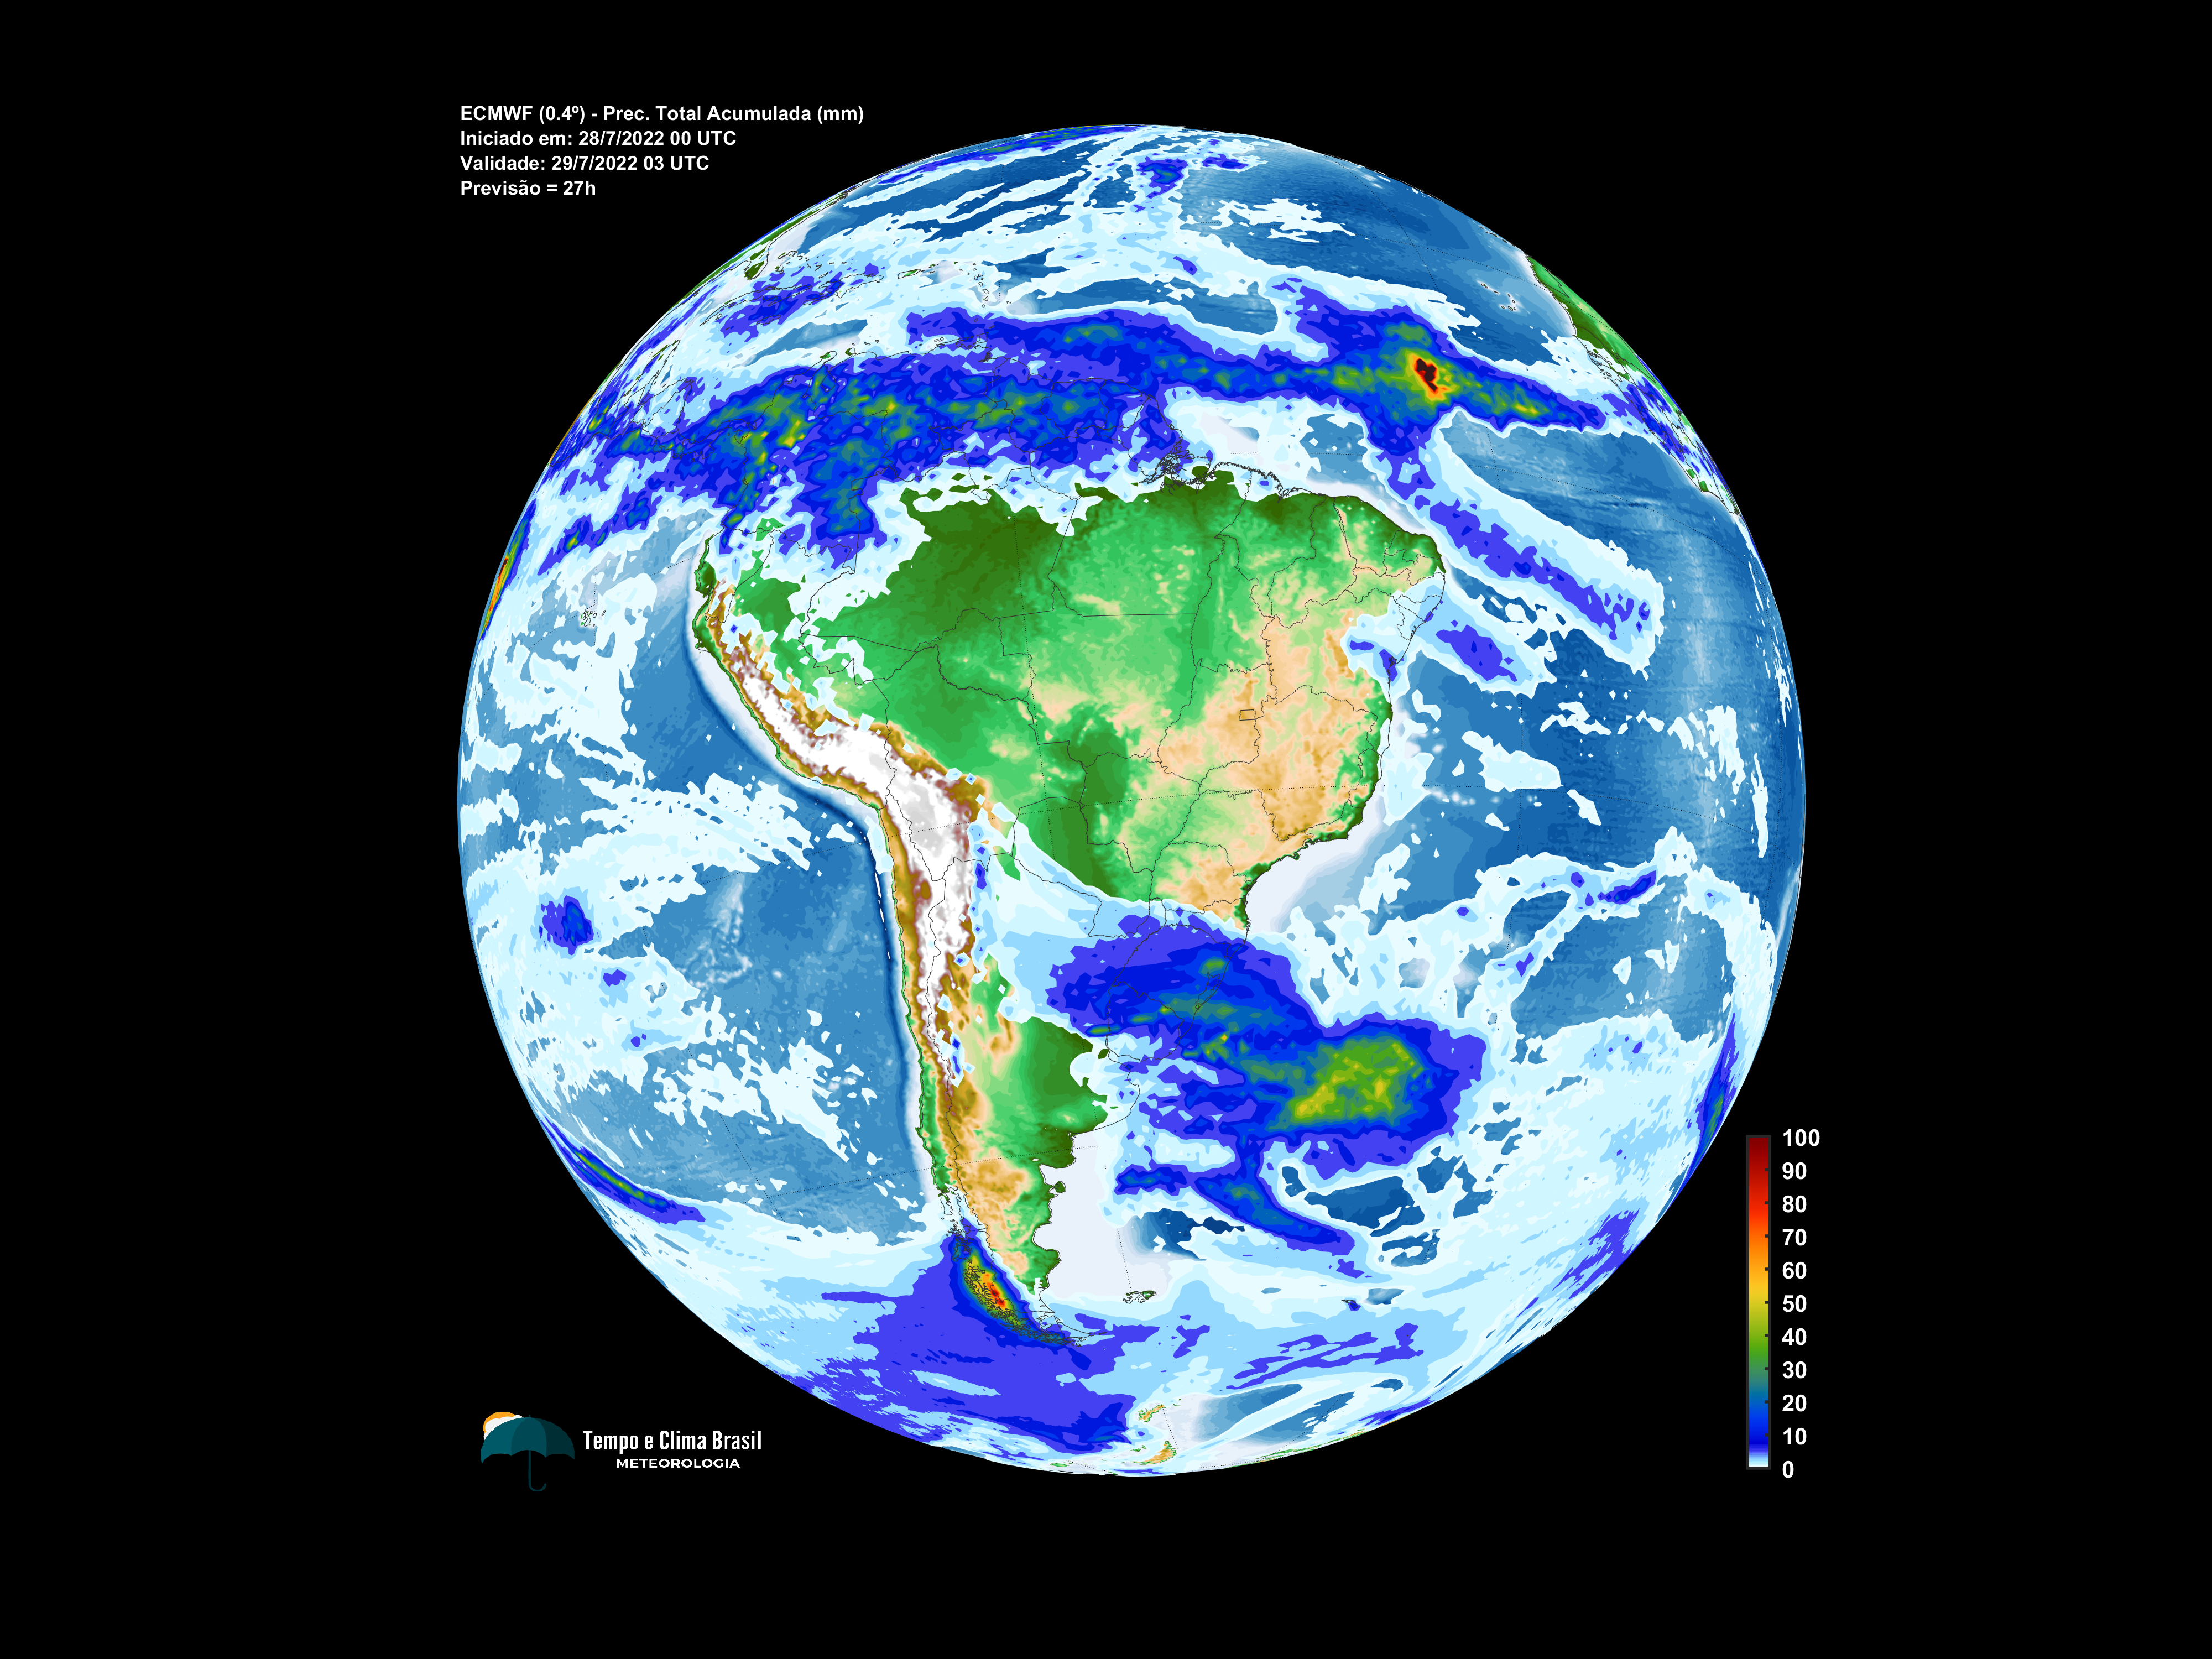 ECMWF (0.4º) - Prec. Total Acumulada (mm)
Iniciado em: 28/7/2022 00 UTC
Validade: 29/7/2022 03 UTC
Previsão = 27h
100
90
80
70
60
50
40
30
20
10
0
Tempo e Clima Brasil
METEOROLOGIA